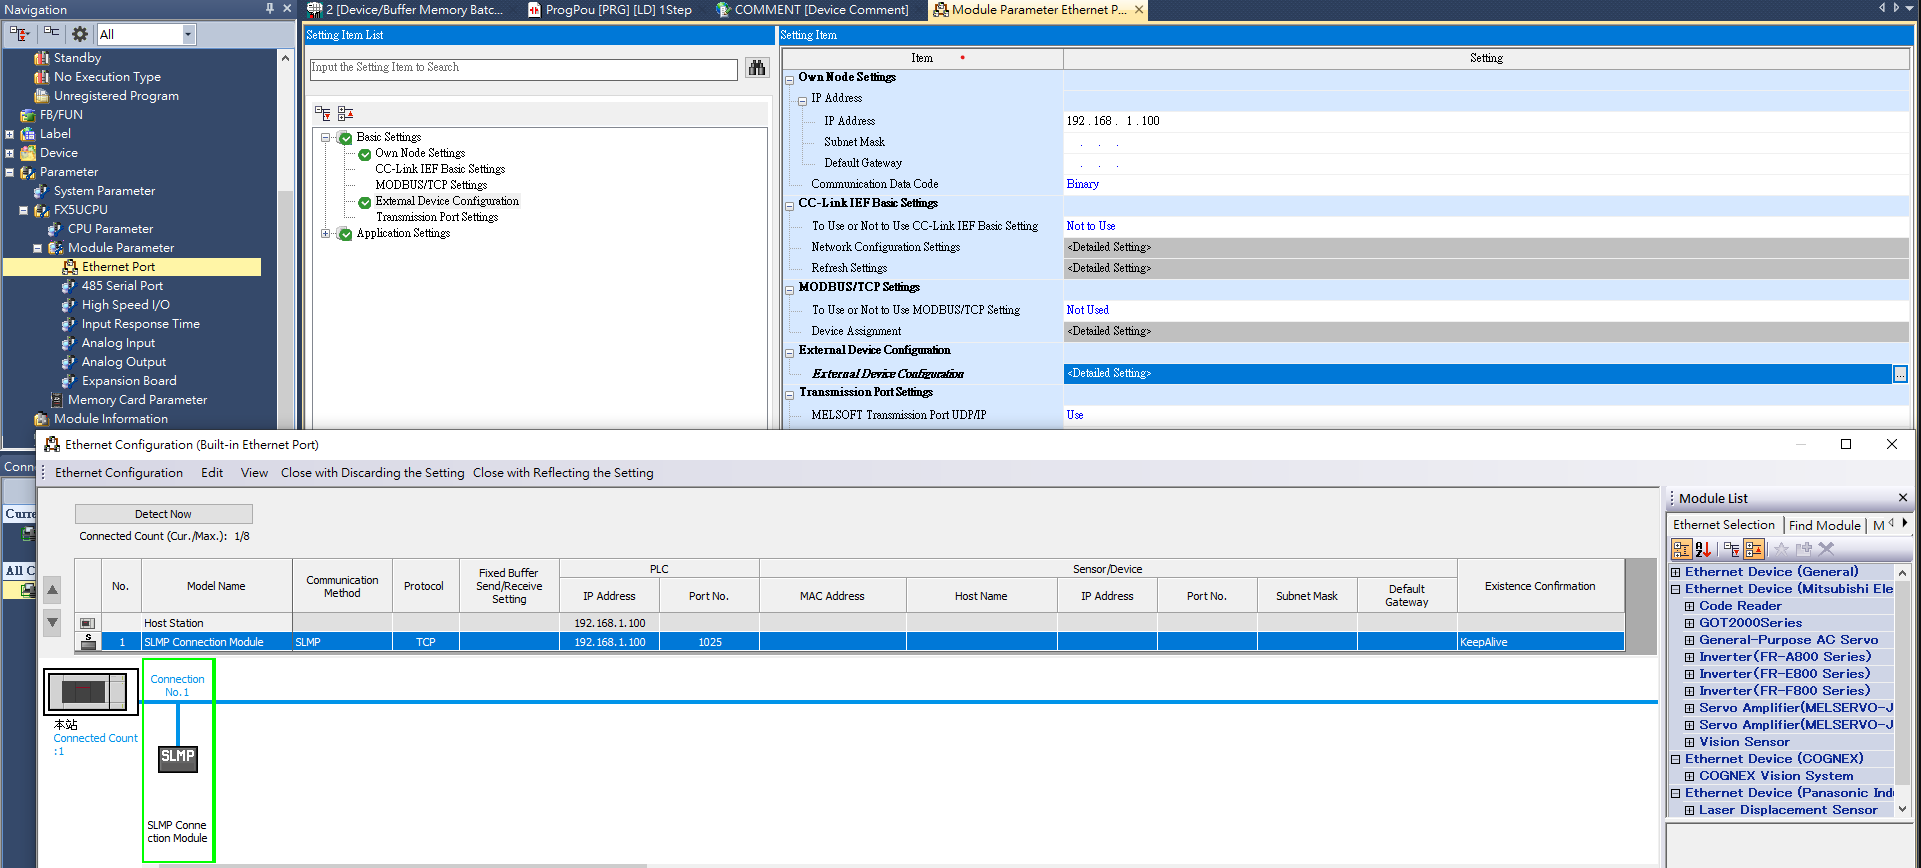 Navigation
All
Standby
No Execution Type
Unregistered Program
FB/FUN
Label
Device
Parameter
System Parameter
FX5UCPU
CPU Parameter
Module Parameter
Ethernet Port
485 Serial Port
High Speed I/O
Input Response Time
Analog Input
Analog Output
Expansion Board
Memory Card Parameter
Module Information
2 [Device/Buffer Memory Batc...
ProgPou [PRG] [LD] 1Step
COMMENT [Device Comment]
Module Parameter Ethernet P...
Setting Item List
Input the Setting Item to Search
Basic Settings
Own Node Settings
CC-Link IEF Basic Settings
MODBUS/TCP Settings
External Device Configuration
Transmission Port Settings
Application Settings
Setting Item
Item Setting
Own Node Settings
IP Address
IP Address 192 . 168 . 1 . 100
Subnet Mask . . .
Default Gateway . . .
Communication Data Code Binary
CC-Link IEF Basic Settings
To Use or Not to Use CC-Link IEF Basic Setting Not to Use
Network Configuration Settings <Detailed Setting>
Refresh Settings <Detailed Setting>
MODBUS/TCP Settings
To Use or Not to Use MODBUS/TCP Setting Not Used
Device Assignment <Detailed Setting>
External Device Configuration
External Device Configuration <Detailed Setting> ...
Transmission Port Settings
MELSOFT Transmission Port UDP/IP Use
Conne
Curre
All C
Ethernet Configuration (Built-in Ethernet Port)
Ethernet Configuration Edit View Close with Discarding the Setting Close with Reflecting the Setting
Detect Now
Connected Count (Cur./Max.): 1/8
No. Model Name Communication Method Protocol Fixed Buffer Send/Receive Setting PLC Sensor/Device Existence Confirmation
IP Address Port No. MAC Address Host Name IP Address Port No. Subnet Mask Default Gateway
Host Station 192.168.1.100
S 1 SLMP Connection Module SLMP TCP 192.168.1.100 1025 KeepAlive
Connection
No.1
本站
Connected Count
:1
SLMP
SLMP Conne
ction Module
Module List
Ethernet Selection Find Module M
Ethernet Device (General)
Ethernet Device (Mitsubishi Ele
Code Reader
GOT2000Series
General-Purpose AC Servo
Inverter(FR-A800 Series)
Inverter(FR-E800 Series)
Inverter(FR-F800 Series)
Servo Amplifier(MELSERVO-J
Servo Amplifier(MELSERVO-J
Vision Sensor
Ethernet Device (COGNEX)
COGNEX Vision System
Ethernet Device (Panasonic Ind
Laser Displacement Sensor